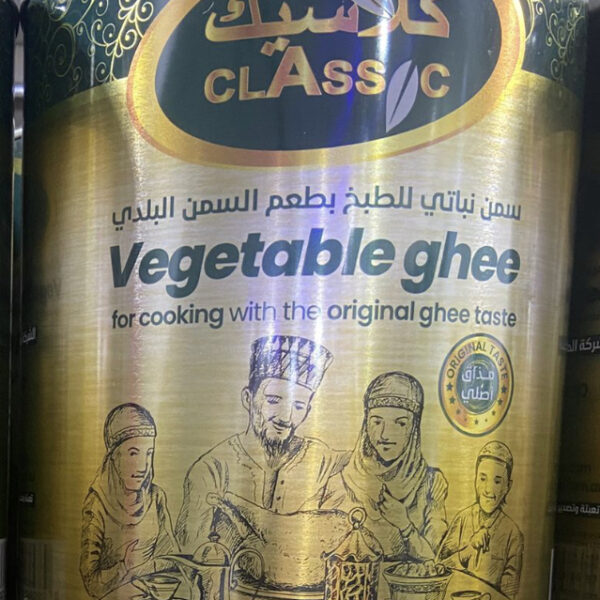 كلاسيك
CLASSIC
سمن نباتي للطبخ بطعم السمن البلدي
Vegetable ghee
for cooking with the original ghee taste
ORIGINAL TASTE
مذاق
أصلي